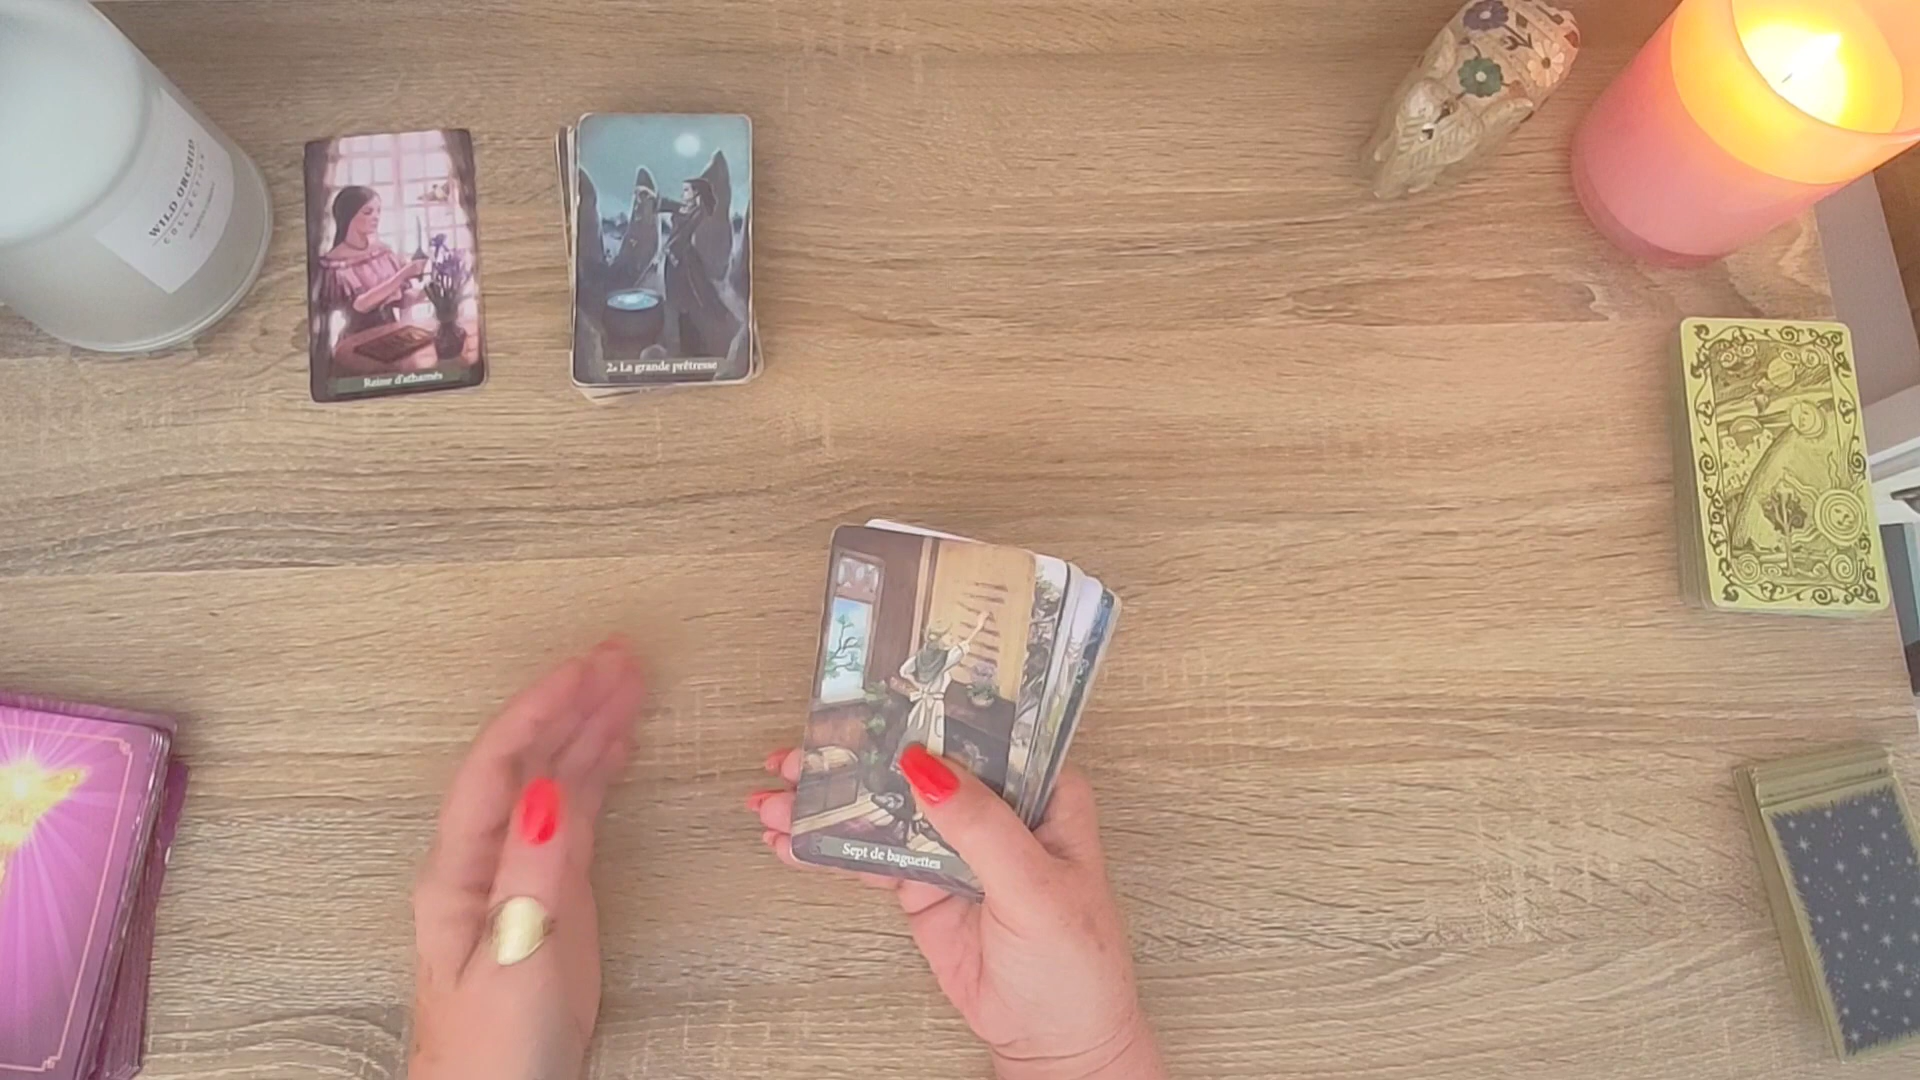 WILD ORCHID
COLLECTION
Reine d'athamés
2. La grande prêtresse
Sept de baguettes